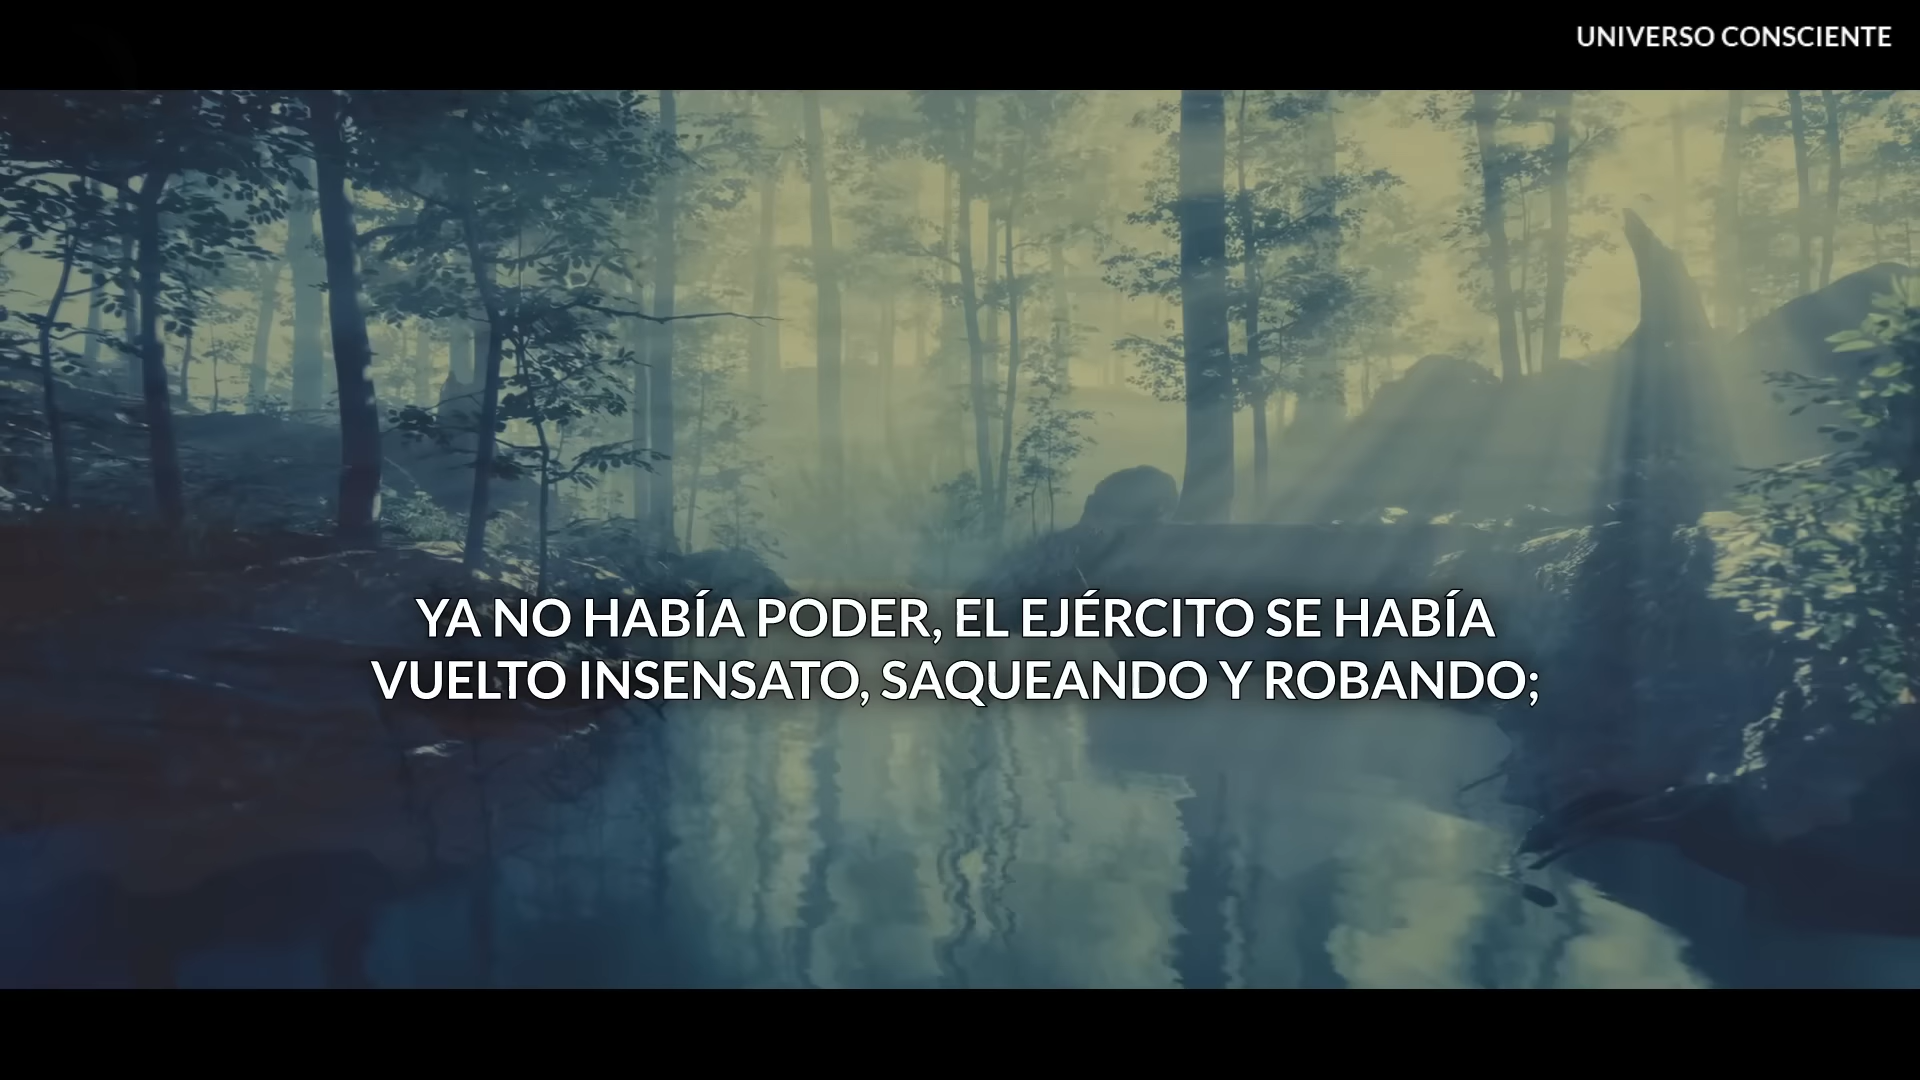 UNIVERSO CONSCIENTE
YA NO HABÍA PODER, EL EJÉRCITO SE HABÍA
VUELTO INSENSATO, SAQUEANDO Y ROBANDO;